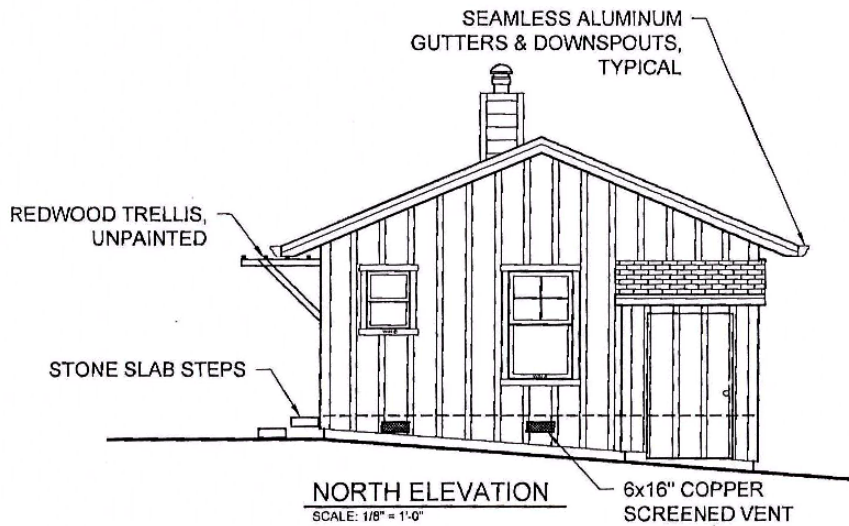 SEAMLESS ALUMINUM
GUTTERS & DOWNSPOUTS,
TYPICAL
REDWOOD TRELLIS,
UNPAINTED
STONE SLAB STEPS
NORTH ELEVATION
SCALE: 1/8" = 1'-0"
6x16" COPPER
SCREENED VENT